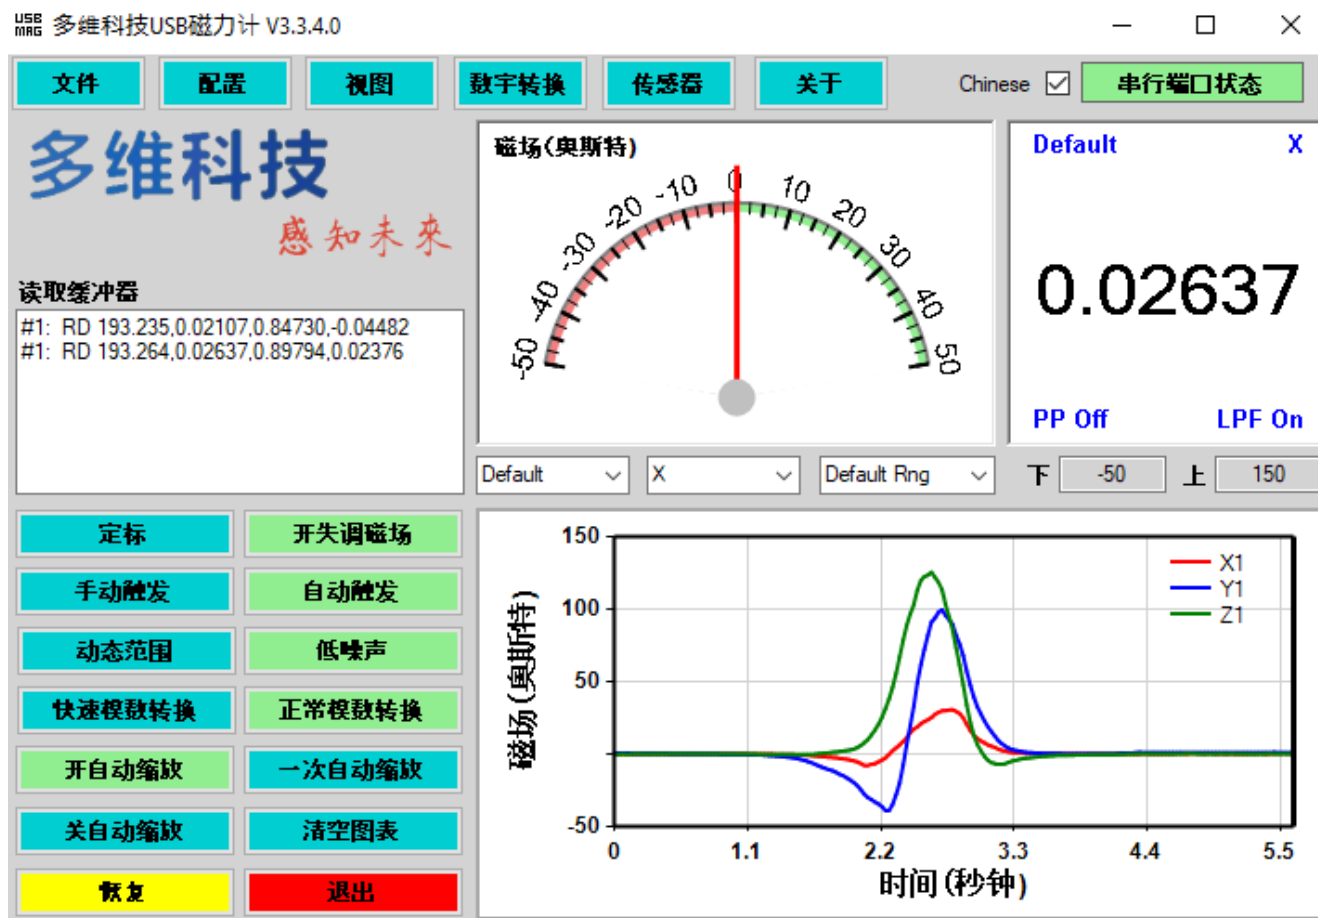 USB MAG 多维科技USB磁力计 V3.3.4.0
文件 配置 视图 数字转换 传感器 关于 Chinese 串行端口状态
多维科技
感知未来
读取缓冲器
#1: RD 193.235,0.02107,0.84730,-0.04482
#1: RD 193.264,0.02637,0.89794,0.02376
磁场(奥斯特)
-50 -40 -30 -20 -10 0 10 20 30 40 50
Default X
0.02637
PP Off LPF On
Default X Default Rng 下 -50 上 150
定标 开失调磁场
手动触发 自动触发
动态范围 低噪声
快速模数转换 正常模数转换
开自动缩放 一次自动缩放
关自动缩放 清空图表
恢复 退出
磁场(奥斯特)
150
100
50
-50
X1
Y1
Z1
0 1.1 2.2 3.3 4.4 5.5
时间(秒钟)